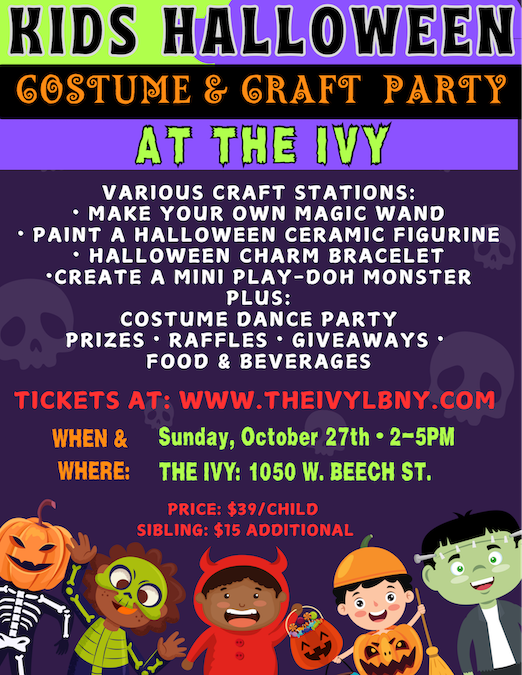 KIDS HALLOWEEN
COSTUME & CRAFT PARTY
AT THE IVY
VARIOUS CRAFT STATIONS:
• MAKE YOUR OWN MAGIC WAND
• PAINT A HALLOWEEN CERAMIC FIGURINE
• HALLOWEEN CHARM BRACELET
•CREATE A MINI PLAY-DOH MONSTER
PLUS:
COSTUME DANCE PARTY
PRIZES • RAFFLES • GIVEAWAYS •
FOOD & BEVERAGES
TICKETS AT: WWW.THEIVYLBNY.COM
WHEN & Sunday, October 27th • 2-5PM
WHERE: THE IVY: 1050 W. BEECH ST.
PRICE: $39/CHILD
SIBLING: $15 ADDITIONAL